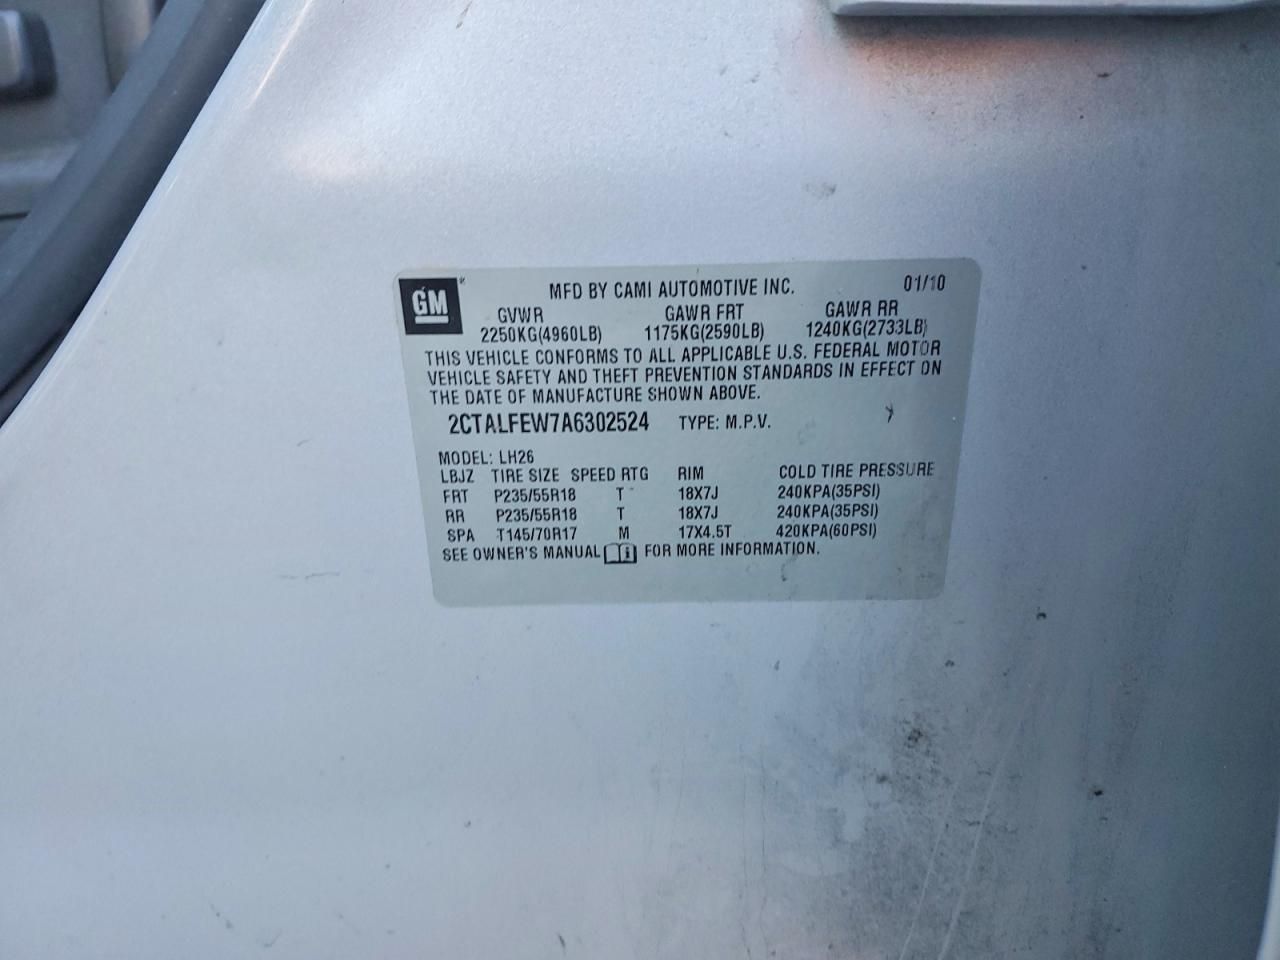 GM
MFD BY CAMI AUTOMOTIVE INC. 01/10
GVWR GAWR FRT GAWR RR
2250KG(4960LB) 1175KG(2590LB) 1240KG(2733LB)
THIS VEHICLE CONFORMS TO ALL APPLICABLE U.S. FEDERAL MOTOR
VEHICLE SAFETY AND THEFT PREVENTION STANDARDS IN EFFECT ON
THE DATE OF MANUFACTURE SHOWN ABOVE.
2CTALFEW7A6302524 TYPE: M.P.V.
MODEL: LH26
LBJZ TIRE SIZE SPEED RTG RIM COLD TIRE PRESSURE
FRT P235/55R18 T 18X7J 240KPA(35PSI)
RR P235/55R18 T 18X7J 240KPA(35PSI)
SPA T145/70R17 M 17X4.5T 420KPA(60PSI)
SEE OWNER'S MANUAL FOR MORE INFORMATION.